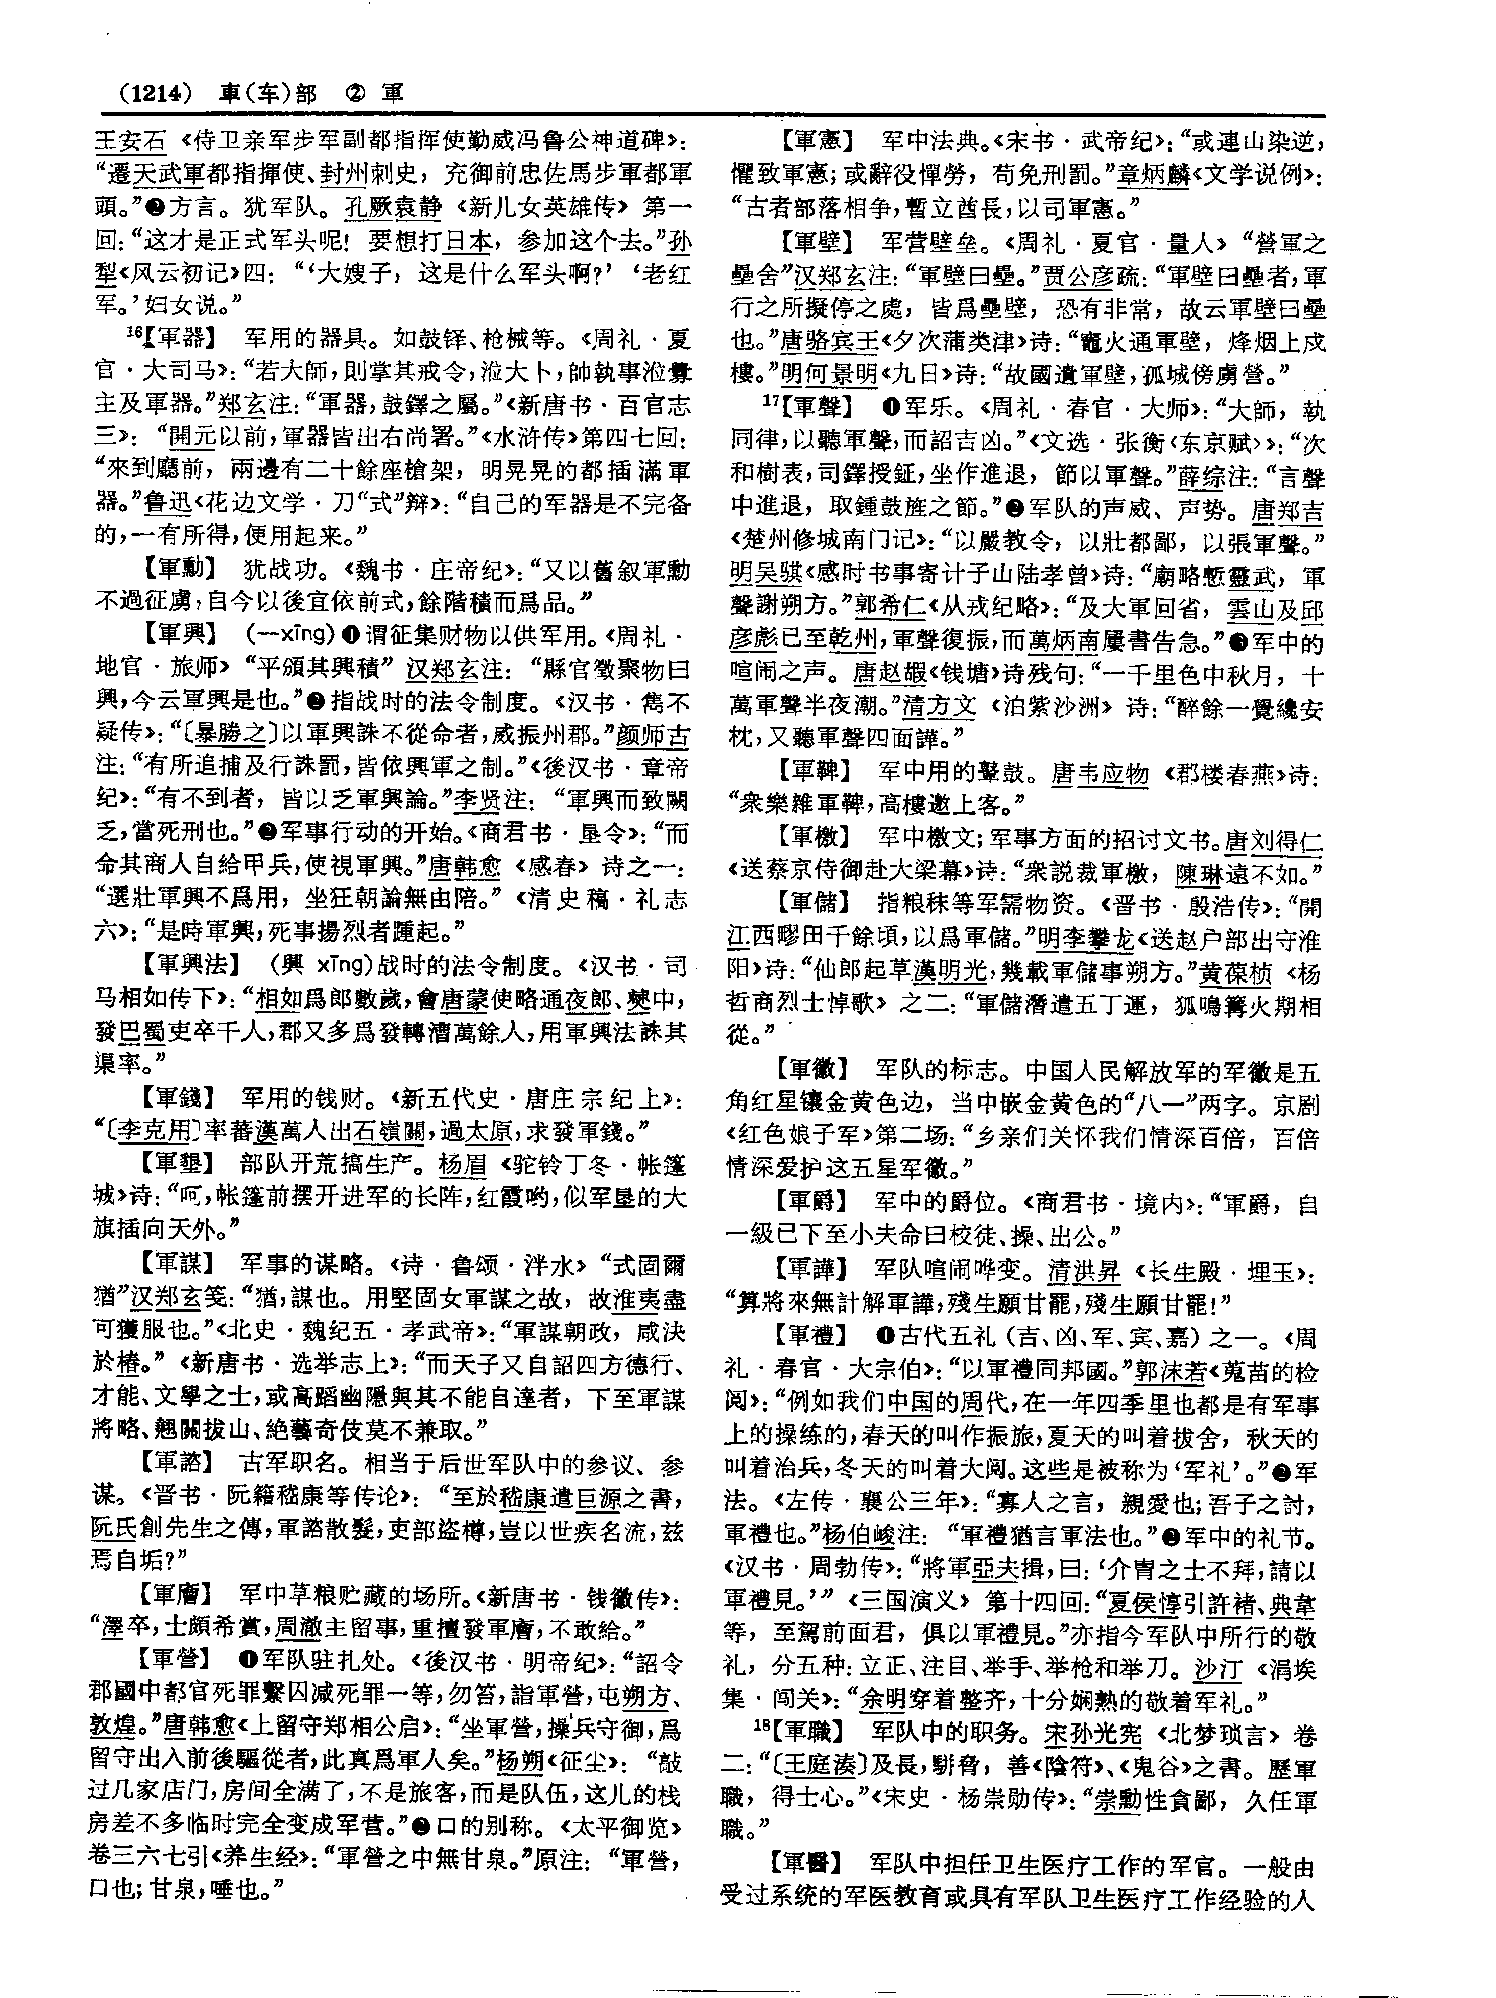 (1214) 車(车)部 ② 軍
王安石《侍卫亲军步军副都指挥使勤威冯鲁公神道碑》：
“遷天武軍都指揮使、封州刺史，充御前忠佐馬步軍都軍
頭。”❷方言。犹军队。孔厥袁静《新儿女英雄传》第一
回：“这才是正式军头呢！要想打日本，参加这个去。”孙
犁《风云初记》四：“‘大嫂子，这是什么军头啊？’‘老红
军。’妇女说。”
¹⁶【軍器】 军用的器具。如鼓铎、枪械等。《周礼·夏
官·大司马》：“若大師，則掌其戒令，涖大卜，帥執事涖釁
主及軍器。”郑玄注：“軍器，鼓鐸之屬。”《新唐书·百官志
三》：“開元以前，軍器皆出右尚署。”《水浒传》第四七回：
“來到廳前，兩邊有二十餘座槍架，明晃晃的都插滿軍
器。”鲁迅《花边文学·刀“式”辩》：“自己的军器是不完备
的，一有所得，便用起来。”
【軍勳】 犹战功。《魏书·庄帝纪》：“又以舊叙軍勳
不過征虜，自今以後宜依前式，餘階積而爲品。”
【軍興】 (—xīng)❶谓征集财物以供军用。《周礼·
地官·旅师》“平頒其興積”汉郑玄注：“縣官徵聚物曰
興，今云軍興是也。”❷指战时的法令制度。《汉书·隽不
疑传》：“〔暴勝之〕以軍興誅不從命者，威振州郡。”颜师古
注：“有所追捕及行誅罰，皆依興軍之制。”《後汉书·章帝
纪》：“有不到者，皆以乏軍興論。”李贤注：“軍興而致闕
乏，當死刑也。”❸军事行动的开始。《商君书·垦令》：“而
命其商人自給甲兵，使視軍興。”唐韩愈《感春》诗之一：
“選壯軍興不爲用，坐狂朝論無由陪。”《清史稿·礼志
六》：“是時軍興，死事揚烈者踵起。”
【軍興法】 (興 xīng)战时的法令制度。《汉书·司
马相如传下》：“相如爲郎數歲，會唐蒙使略通夜郎、僰中，
發巴蜀吏卒千人，郡又多爲發轉漕萬餘人，用軍興法誅其
渠率。”
【軍錢】 军用的钱财。《新五代史·唐庄宗纪上》：
“〔李克用〕率蕃漢萬人出石嶺關，過太原，求發軍錢。”
【軍墾】 部队开荒搞生产。杨眉《驼铃丁冬·帐篷
城》诗：“呵，帐篷前摆开进军的长阵，红霞哟，似军垦的大
旗插向天外。”
【軍謀】 军事的谋略。《诗·鲁颂·泮水》“式固爾
猶”汉郑玄笺：“猶，謀也。用堅固女軍謀之故，故淮夷盡
可獲服也。”《北史·魏纪五·孝武帝》：“軍謀朝政，咸決
於椿。”《新唐书·选举志上》：“而天子又自詔四方德行、
才能、文學之士，或高蹈幽隱與其不能自達者，下至軍謀
將略、翹關拔山、絶藝奇伎莫不兼取。”
【軍諮】 古军职名。相当于后世军队中的参议、参
谋。《晋书·阮籍嵇康等传论》：“至於嵇康遺巨源之書，
阮氏創先生之傳，軍諮散髮，吏部盜樽，豈以世疾名流，玆
焉自垢？”
【軍廥】 军中草粮贮藏的场所。《新唐书·钱徽传》：
“澤卒，士頗希賞，周澈主留事，重擅發軍廥，不敢給。”
【軍營】 ❶军队驻扎处。《後汉书·明帝纪》：“詔令
郡國中都官死罪繫囚减死罪一等，勿笞，詣軍營，屯朔方、
敦煌。”唐韩愈《上留守郑相公启》：“坐軍營，操兵守御，爲
留守出入前後驅從者，此真爲軍人矣。”杨朔《征尘》：“敲
过几家店门，房间全满了，不是旅客，而是队伍，这儿的栈
房差不多临时完全变成军营。”❷口的别称。《太平御览》
卷三六七引《养生经》：“軍營之中無甘泉。”原注：“軍營，
口也；甘泉，唾也。”
【軍憲】 军中法典。《宋书·武帝纪》：“或連山染逆，
懼致軍憲；或辭役憚勞，苟免刑罰。”章炳麟《文学说例》：
“古者部落相争，暫立酋長，以司軍憲。”
【軍壁】 军营壁垒。《周礼·夏官·量人》“營軍之
壘舍”汉郑玄注：“軍壁曰壘。”贾公彦疏：“軍壁曰壘者，軍
行之所擬停之處，皆爲壘壁，恐有非常，故云軍壁曰壘
也。”唐骆宾王《夕次蒲类津》诗：“竈火通軍壁，烽烟上戍
樓。”明何景明《九日》诗：“故國遺軍壁，孤城傍虜營。”
¹⁷【軍聲】 ❶军乐。《周礼·春官·大师》：“大師，執
同律，以聽軍聲，而詔吉凶。”《文选·张衡〈东京赋〉》：“次
和樹表，司鐸授鉦，坐作進退，節以軍聲。”薛综注：“言聲
中進退，取鍾鼓旌之節。”❷军队的声威、声势。唐郑吉
《楚州修城南门记》：“以嚴教令，以壯都鄙，以張軍聲。”
明吴骐《感时书事寄计子山陆孝曾》诗：“廟略慙靈武，軍
聲謝朔方。”郭希仁《从戎纪略》：“及大軍回省，雲山及邱
彦彪已至乾州，軍聲復振，而萬炳南屢書告急。”❸军中的
喧闹之声。唐赵嘏《钱塘》诗残句：“一千里色中秋月，十
萬軍聲半夜潮。”清方文《泊紫沙洲》诗：“醉餘一覺纔安
枕，又聽軍聲四面譁。”
【軍鞞】 军中用的鼙鼓。唐韦应物《郡楼春燕》诗：
“衆樂雜軍鞞，高樓邀上客。”
【軍檄】 军中檄文；军事方面的招讨文书。唐刘得仁
《送蔡京侍御赴大梁幕》诗：“衆説裁軍檄，陳琳遠不如。”
【軍儲】 指粮秣等军需物资。《晋书·殷浩传》：“開
江西疁田千餘頃，以爲軍儲。”明李攀龙《送赵户部出守淮
阳》诗：“仙郎起草漢明光，幾載軍儲事朔方。”黄葆桢《杨
哲商烈士悼歌》之二：“軍儲潛遣五丁運，狐鳴篝火期相
從。”
【軍徽】 军队的标志。中国人民解放军的军徽是五
角红星镶金黄色边，当中嵌金黄色的“八一”两字。京剧
《红色娘子军》第二场：“乡亲们关怀我们情深百倍，百倍
情深爱护这五星军徽。”
【軍爵】 军中的爵位。《商君书·境内》：“軍爵，自
一級已下至小夫命曰校徒、操、出公。”
【軍譁】 军队喧闹哗变。清洪昇《长生殿·埋玉》：
“算將來無計解軍譁，殘生願甘罷，殘生願甘罷！”
【軍禮】 ❶古代五礼（吉、凶、军、宾、嘉）之一。《周
礼·春官·大宗伯》：“以軍禮同邦國。”郭沫若《蒐苗的检
阅》：“例如我们中国的周代，在一年四季里也都是有军事
上的操练的，春天的叫作振旅，夏天的叫着拔舍，秋天的
叫着治兵，冬天的叫着大阅。这些是被称为‘军礼’。”❷军
法。《左传·襄公三年》：“寡人之言，親愛也；吾子之討，
軍禮也。”杨伯峻注：“軍禮猶言軍法也。”❸军中的礼节。
《汉书·周勃传》：“將軍亞夫揖，曰：‘介胄之士不拜，請以
軍禮見。’”《三国演义》第十四回：“夏侯惇引許褚、典韋
等，至駕前面君，俱以軍禮見。”亦指今军队中所行的敬
礼，分五种：立正、注目、举手、举枪和举刀。沙汀《涓埃
集·闯关》：“余明穿着整齐，十分娴熟的敬着军礼。”
¹⁸【軍職】 军队中的职务。宋孙光宪《北梦琐言》卷
二：“〔王庭湊〕及長，駢脅，善《陰符》、《鬼谷》之書。歷軍
職，得士心。”《宋史·杨崇勋传》：“崇勳性貪鄙，久任軍
職。”
【軍醫】 军队中担任卫生医疗工作的军官。一般由
受过系统的军医教育或具有军队卫生医疗工作经验的人